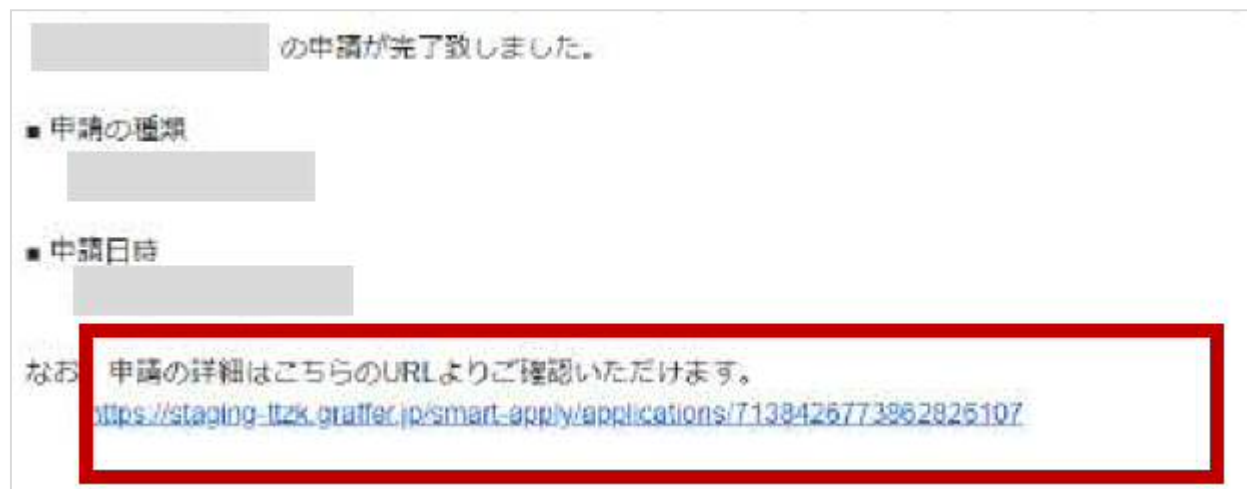 の申請が完了致しました。
■ 申請の種類
■ 申請日時
なお 申請の詳細はこちらのURLよりご確認いただけます。
ttps://staging-ttzk.graffer.jp/smart-apply/applications/7138426773862826107